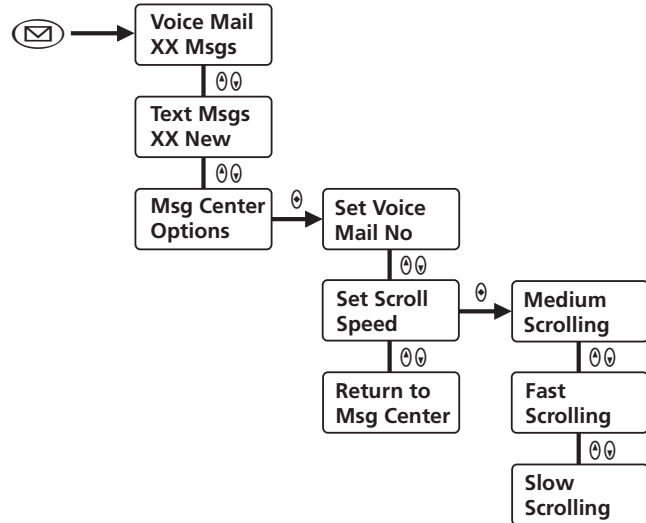 Voice Mail
XX Msgs
Text Msgs
XX New
Msg Center
Options
Set Voice
Mail No
Set Scroll
Speed
Medium
Scrolling
Return to
Msg Center
Fast
Scrolling
Slow
Scrolling